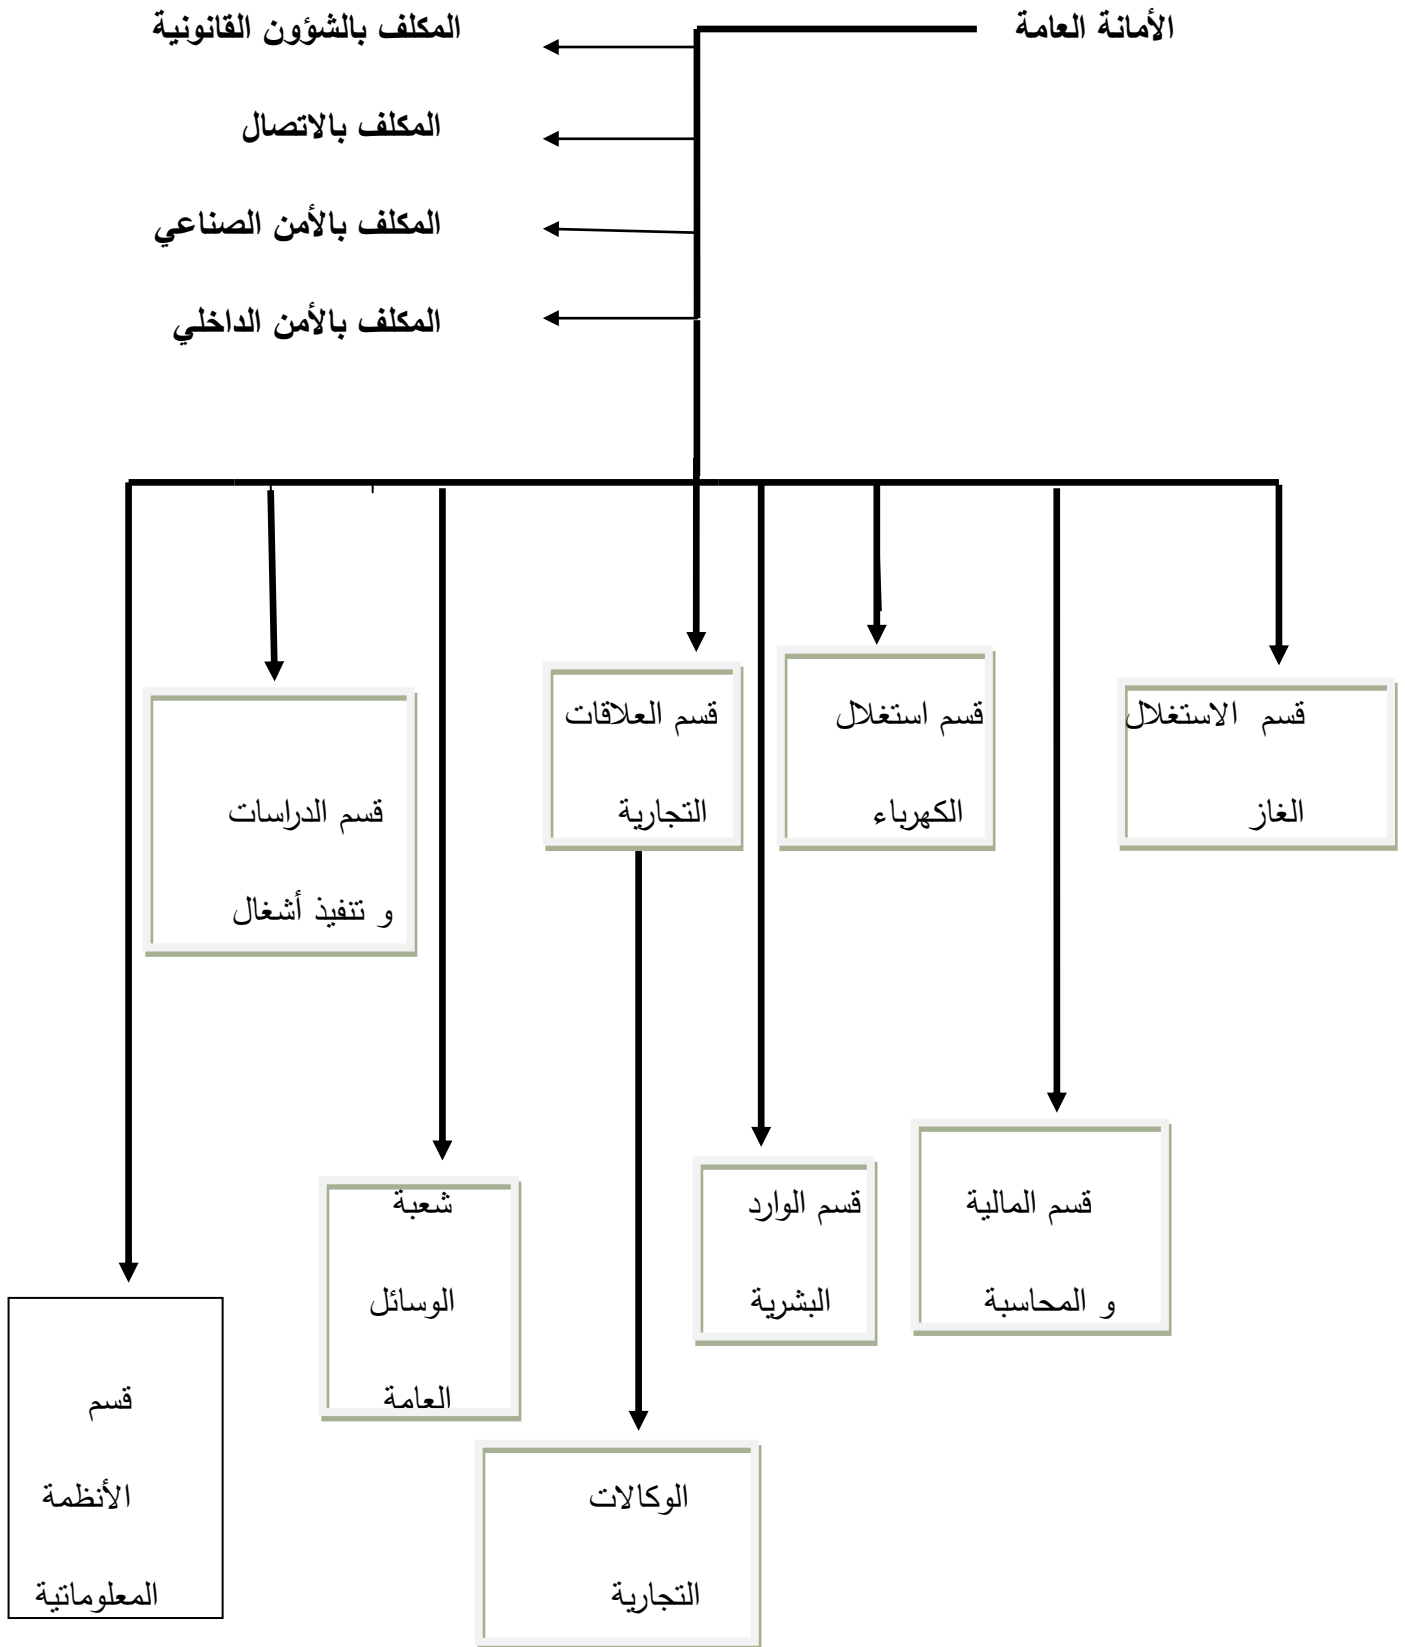 الأمانة العامة
المكلف بالشؤون القانونية
المكلف بالاتصال
المكلف بالأمن الصناعي
المكلف بالأمن الداخلي
قسم الاستغلال
الغاز
قسم استغلال
الكهرباء
قسم العلاقات
التجارية
قسم الدراسات
و تنفيذ أشغال
قسم المالية
و المحاسبة
قسم الوارد
البشرية
شعبة
الوسائل
العامة
الوكالات
التجارية
قسم
الأنظمة
المعلوماتية